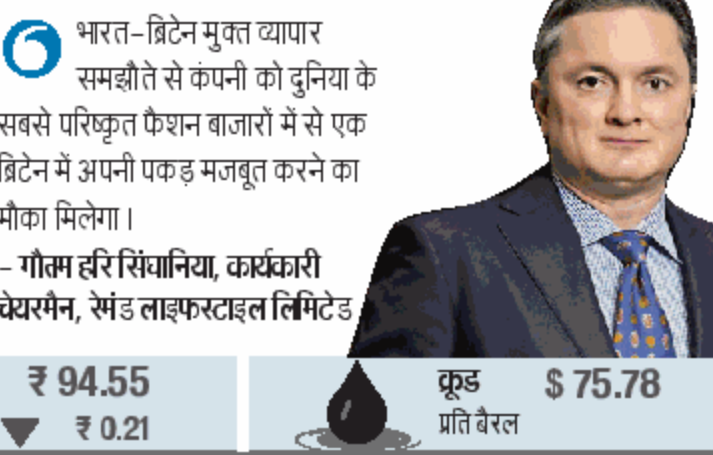 भारत-ब्रिटेन मुक्त व्यापार
समझौते से कंपनी को दुनिया के
सबसे परिष्कृत फैशन बाजारों में से एक
ब्रिटेन में अपनी पकड़ मजबूत करने का
मौका मिलेगा।
- गौतम हरि सिंघानिया, कार्यकारी
चेयरमैन, रेमंड लाइफस्टाइल लिमिटेड
₹ 94.55
▼ ₹ 0.21
क्रूड $ 75.78
प्रति बैरल